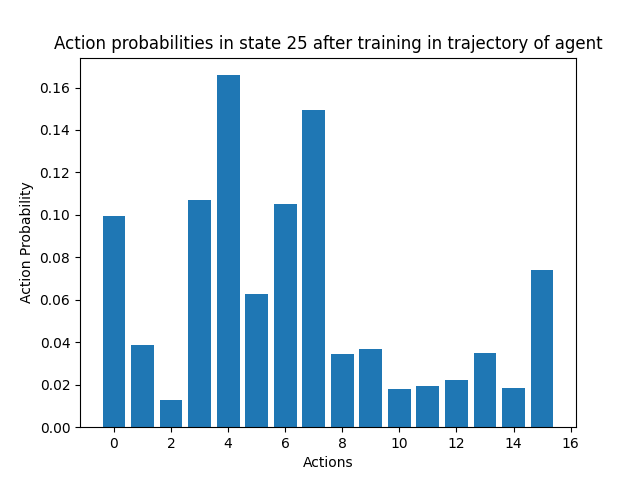 Action probabilities in state 25 after training in trajectory of agent
0.16
0.14
0.12
0.10
0.08
0.06
0.04
0.02
0.00
Action Probability
0 2 4 6 8 10 12 14 16
Actions